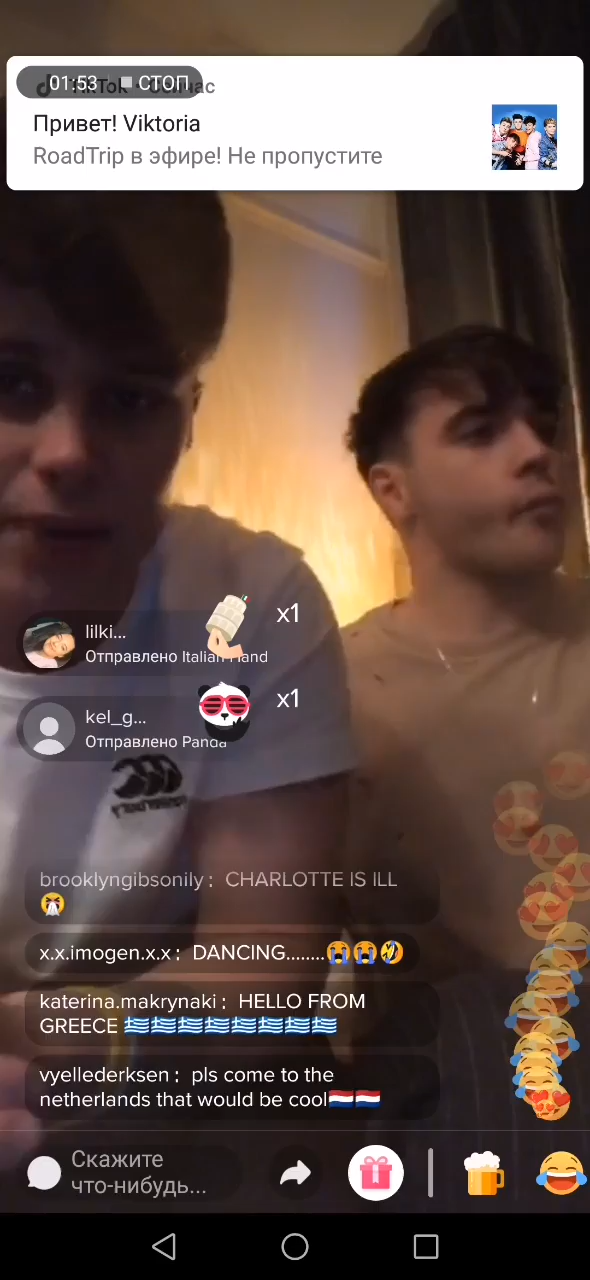 01:53 СТОП
Привет! Viktoria
RoadTrip в эфире! Не пропустите
lilki...
x1
Отправлено Italian Hand
kel_g...
x1
Отправлено Panda
brooklyngibsonily : CHARLOTTE IS ILL
🤧
x.x.imogen.x.x : DANCING........😭😭🤣
katerina.makrynaki : HELLO FROM
GREECE 🇬🇷🇬🇷🇬🇷🇬🇷🇬🇷🇬🇷🇬🇷🇬🇷
vyellederksen : pls come to the
netherlands that would be cool🇳🇱🇳🇱
Скажите
что-нибудь...